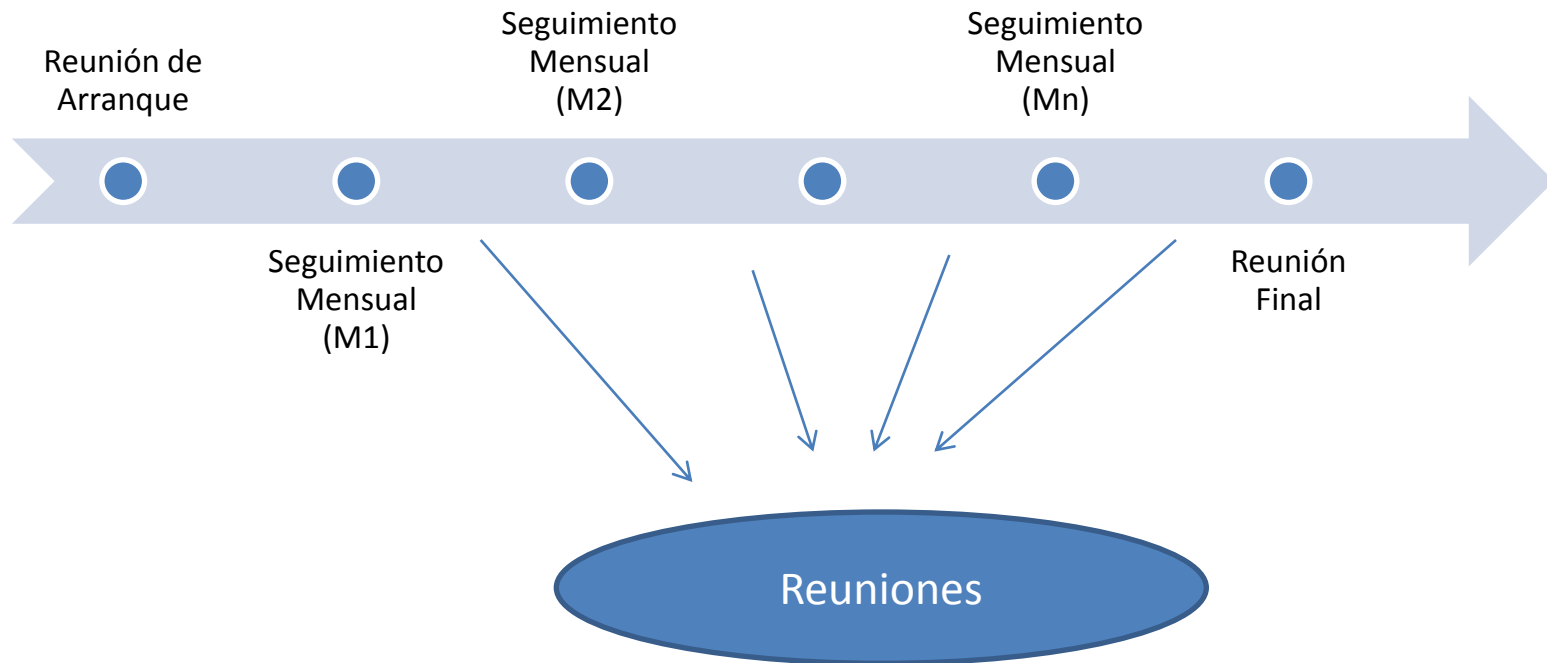 Reunión de
Arranque
Seguimiento
Mensual
(M1)
Seguimiento
Mensual
(M2)
Seguimiento
Mensual
(Mn)
Reunión
Final
Reuniones